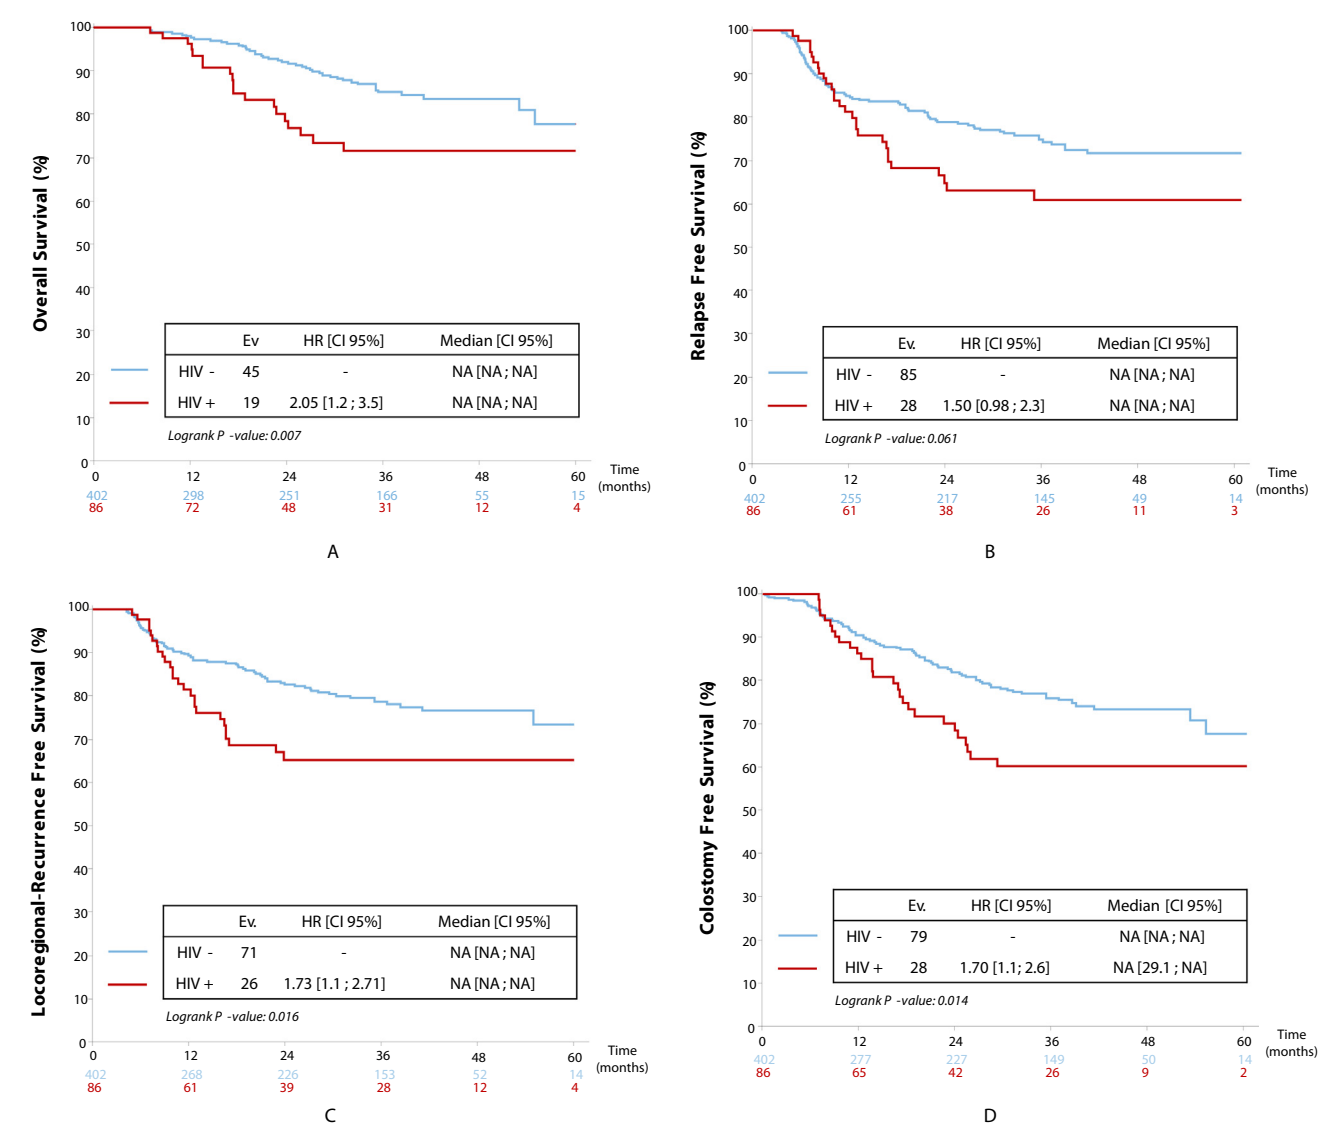 100
90
80
70
60
50
40
30
20
10
0
Overall Survival (%)
Ev HR [CI 95%] Median [CI 95%]
HIV - 45 - NA [NA ; NA]
HIV + 19 2.05 [1.2 ; 3.5] NA [NA ; NA]
Logrank P -value: 0.007
0 12 24 36 48 60 Time (months)
402 298 251 166 55 15
86 72 48 31 12 4
A
100
90
80
70
60
50
40
30
20
10
0
Relapse Free Survival (%)
Ev. HR [CI 95%] Median [CI 95%]
HIV - 85 - NA [NA ; NA]
HIV + 28 1.50 [0.98 ; 2.3] NA [NA ; NA]
Logrank P -value: 0.061
0 12 24 36 48 60 Time (months)
402 255 217 145 49 14
86 61 38 26 11 3
B
100
90
80
70
60
50
40
30
20
10
0
Locoregional-Recurrence Free Survival (%)
Ev. HR [CI 95%] Median [CI 95%]
HIV - 71 - NA [NA ; NA]
HIV + 26 1.73 [1.1 ; 2.71] NA [NA ; NA]
Logrank P -value: 0.016
0 12 24 36 48 60 Time (months)
402 268 226 153 52 14
86 61 39 28 12 4
C
100
90
80
70
60
50
40
30
20
10
0
Colostomy Free Survival (%)
Ev. HR [CI 95%] Median [CI 95%]
HIV - 79 - NA [NA ; NA]
HIV + 28 1.70 [1.1; 2.6] NA [29.1 ; NA]
Logrank P -value: 0.014
0 12 24 36 48 60 Time (months)
402 277 227 149 50 14
86 65 42 26 9 2
D